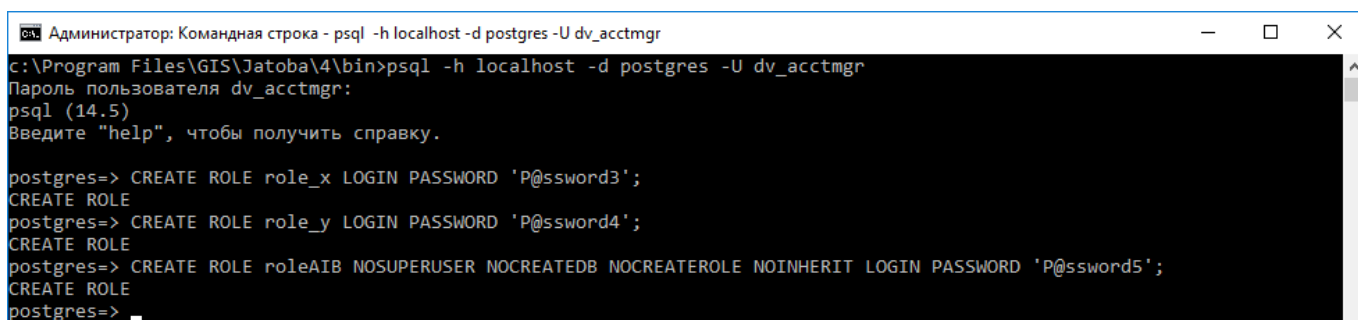 Администратор: Командная строка - psql -h localhost -d postgres -U dv_acctmgr
c:\Program Files\GIS\Jatoba\4\bin>psql -h localhost -d postgres -U dv_acctmgr
Пароль пользователя dv_acctmgr:
psql (14.5)
Введите "help", чтобы получить справку.
postgres=> CREATE ROLE role_x LOGIN PASSWORD 'P@ssword3';
CREATE ROLE
postgres=> CREATE ROLE role_y LOGIN PASSWORD 'P@ssword4';
CREATE ROLE
postgres=> CREATE ROLE roleAIB NOSUPERUSER NOCREATEDB NOCREATEROLE NOINHERIT LOGIN PASSWORD 'P@ssword5';
CREATE ROLE
postgres=>